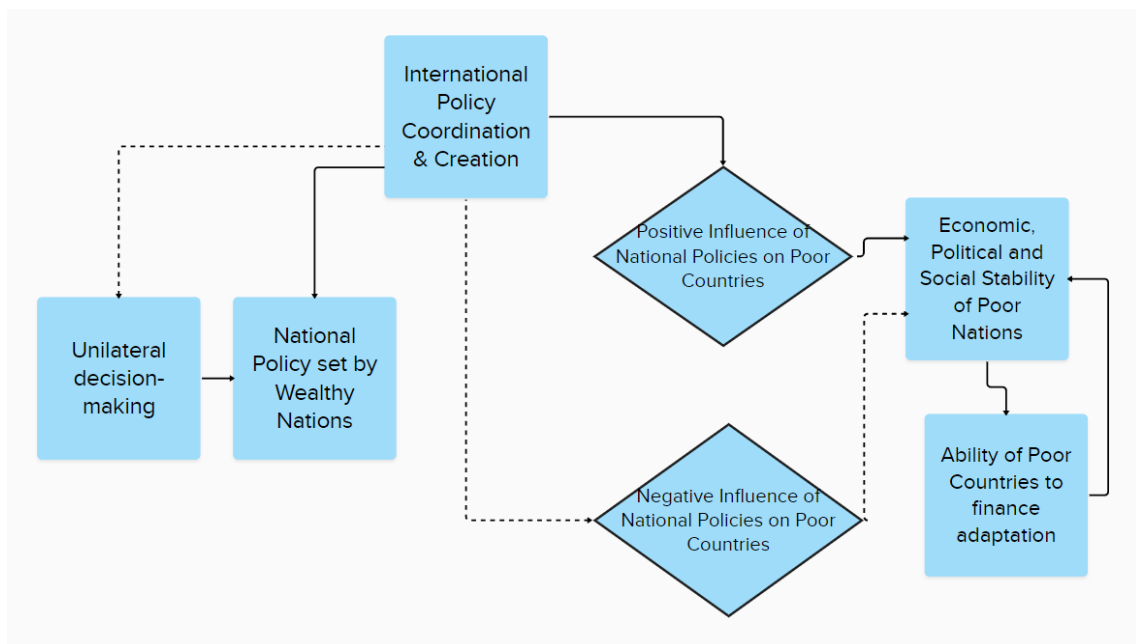 International
Policy
Coordination
& Creation
Positive Influence of
National Policies on Poor
Countries
Economic,
Political and
Social Stability
of Poor
Nations
Unilateral
decision-
making
National
Policy set by
Wealthy
Nations
Negative Influence of
National Policies on Poor
Countries
Ability of Poor
Countries to
finance
adaptation